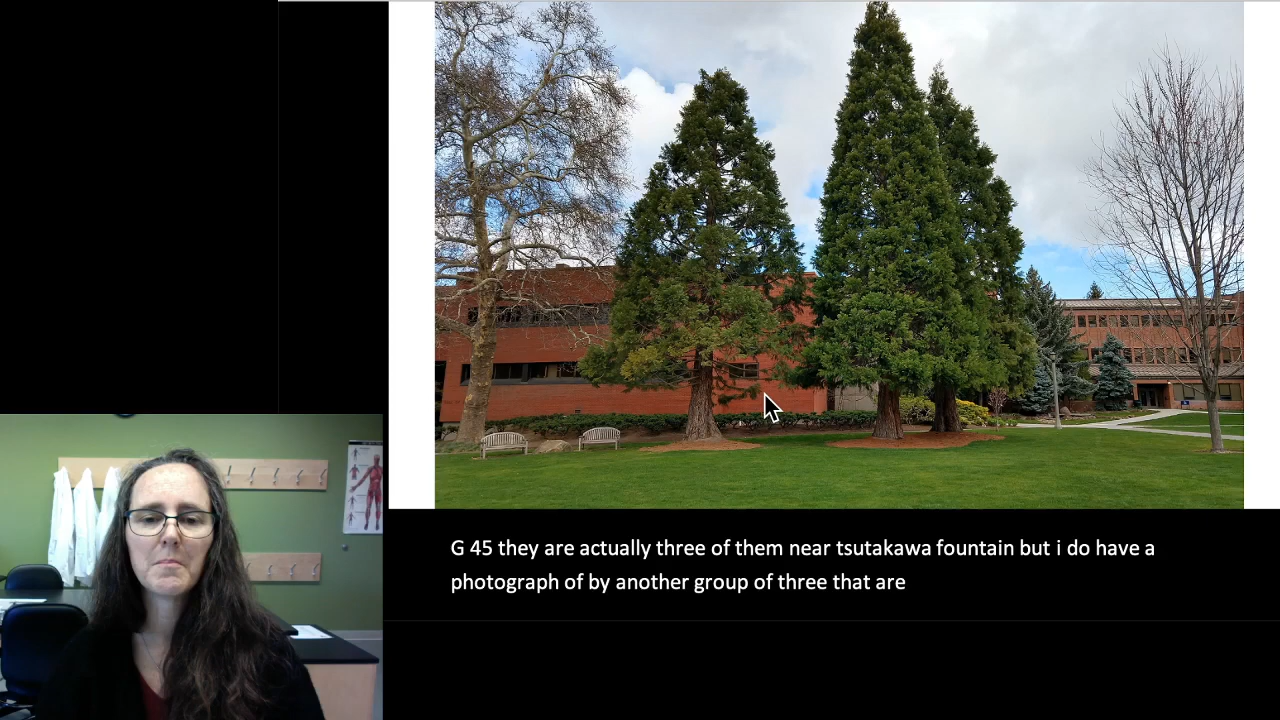 G 45 they are actually three of them near tsutakawa fountain but i do have a
photograph of by another group of three that are